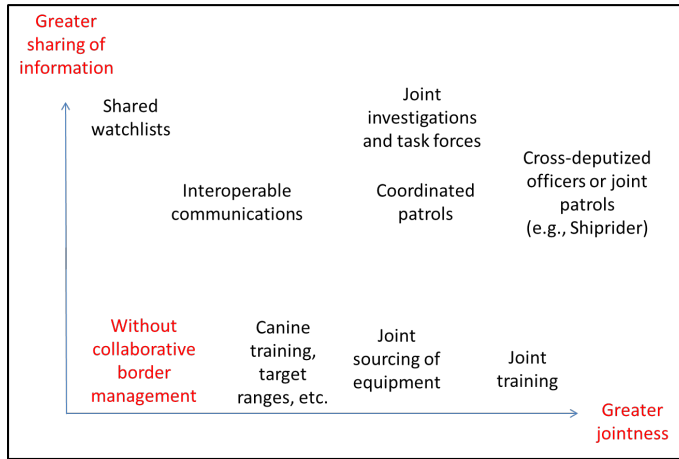 Greater
sharing of
information
Shared
watchlists
Joint
investigations
and task forces
Cross-deputized
officers or joint
patrols
(e.g., Shiprider)
Interoperable
communications
Coordinated
patrols
Without
collaborative
border
management
Canine
training,
target
ranges, etc.
Joint
sourcing of
equipment
Joint
training
Greater
jointness